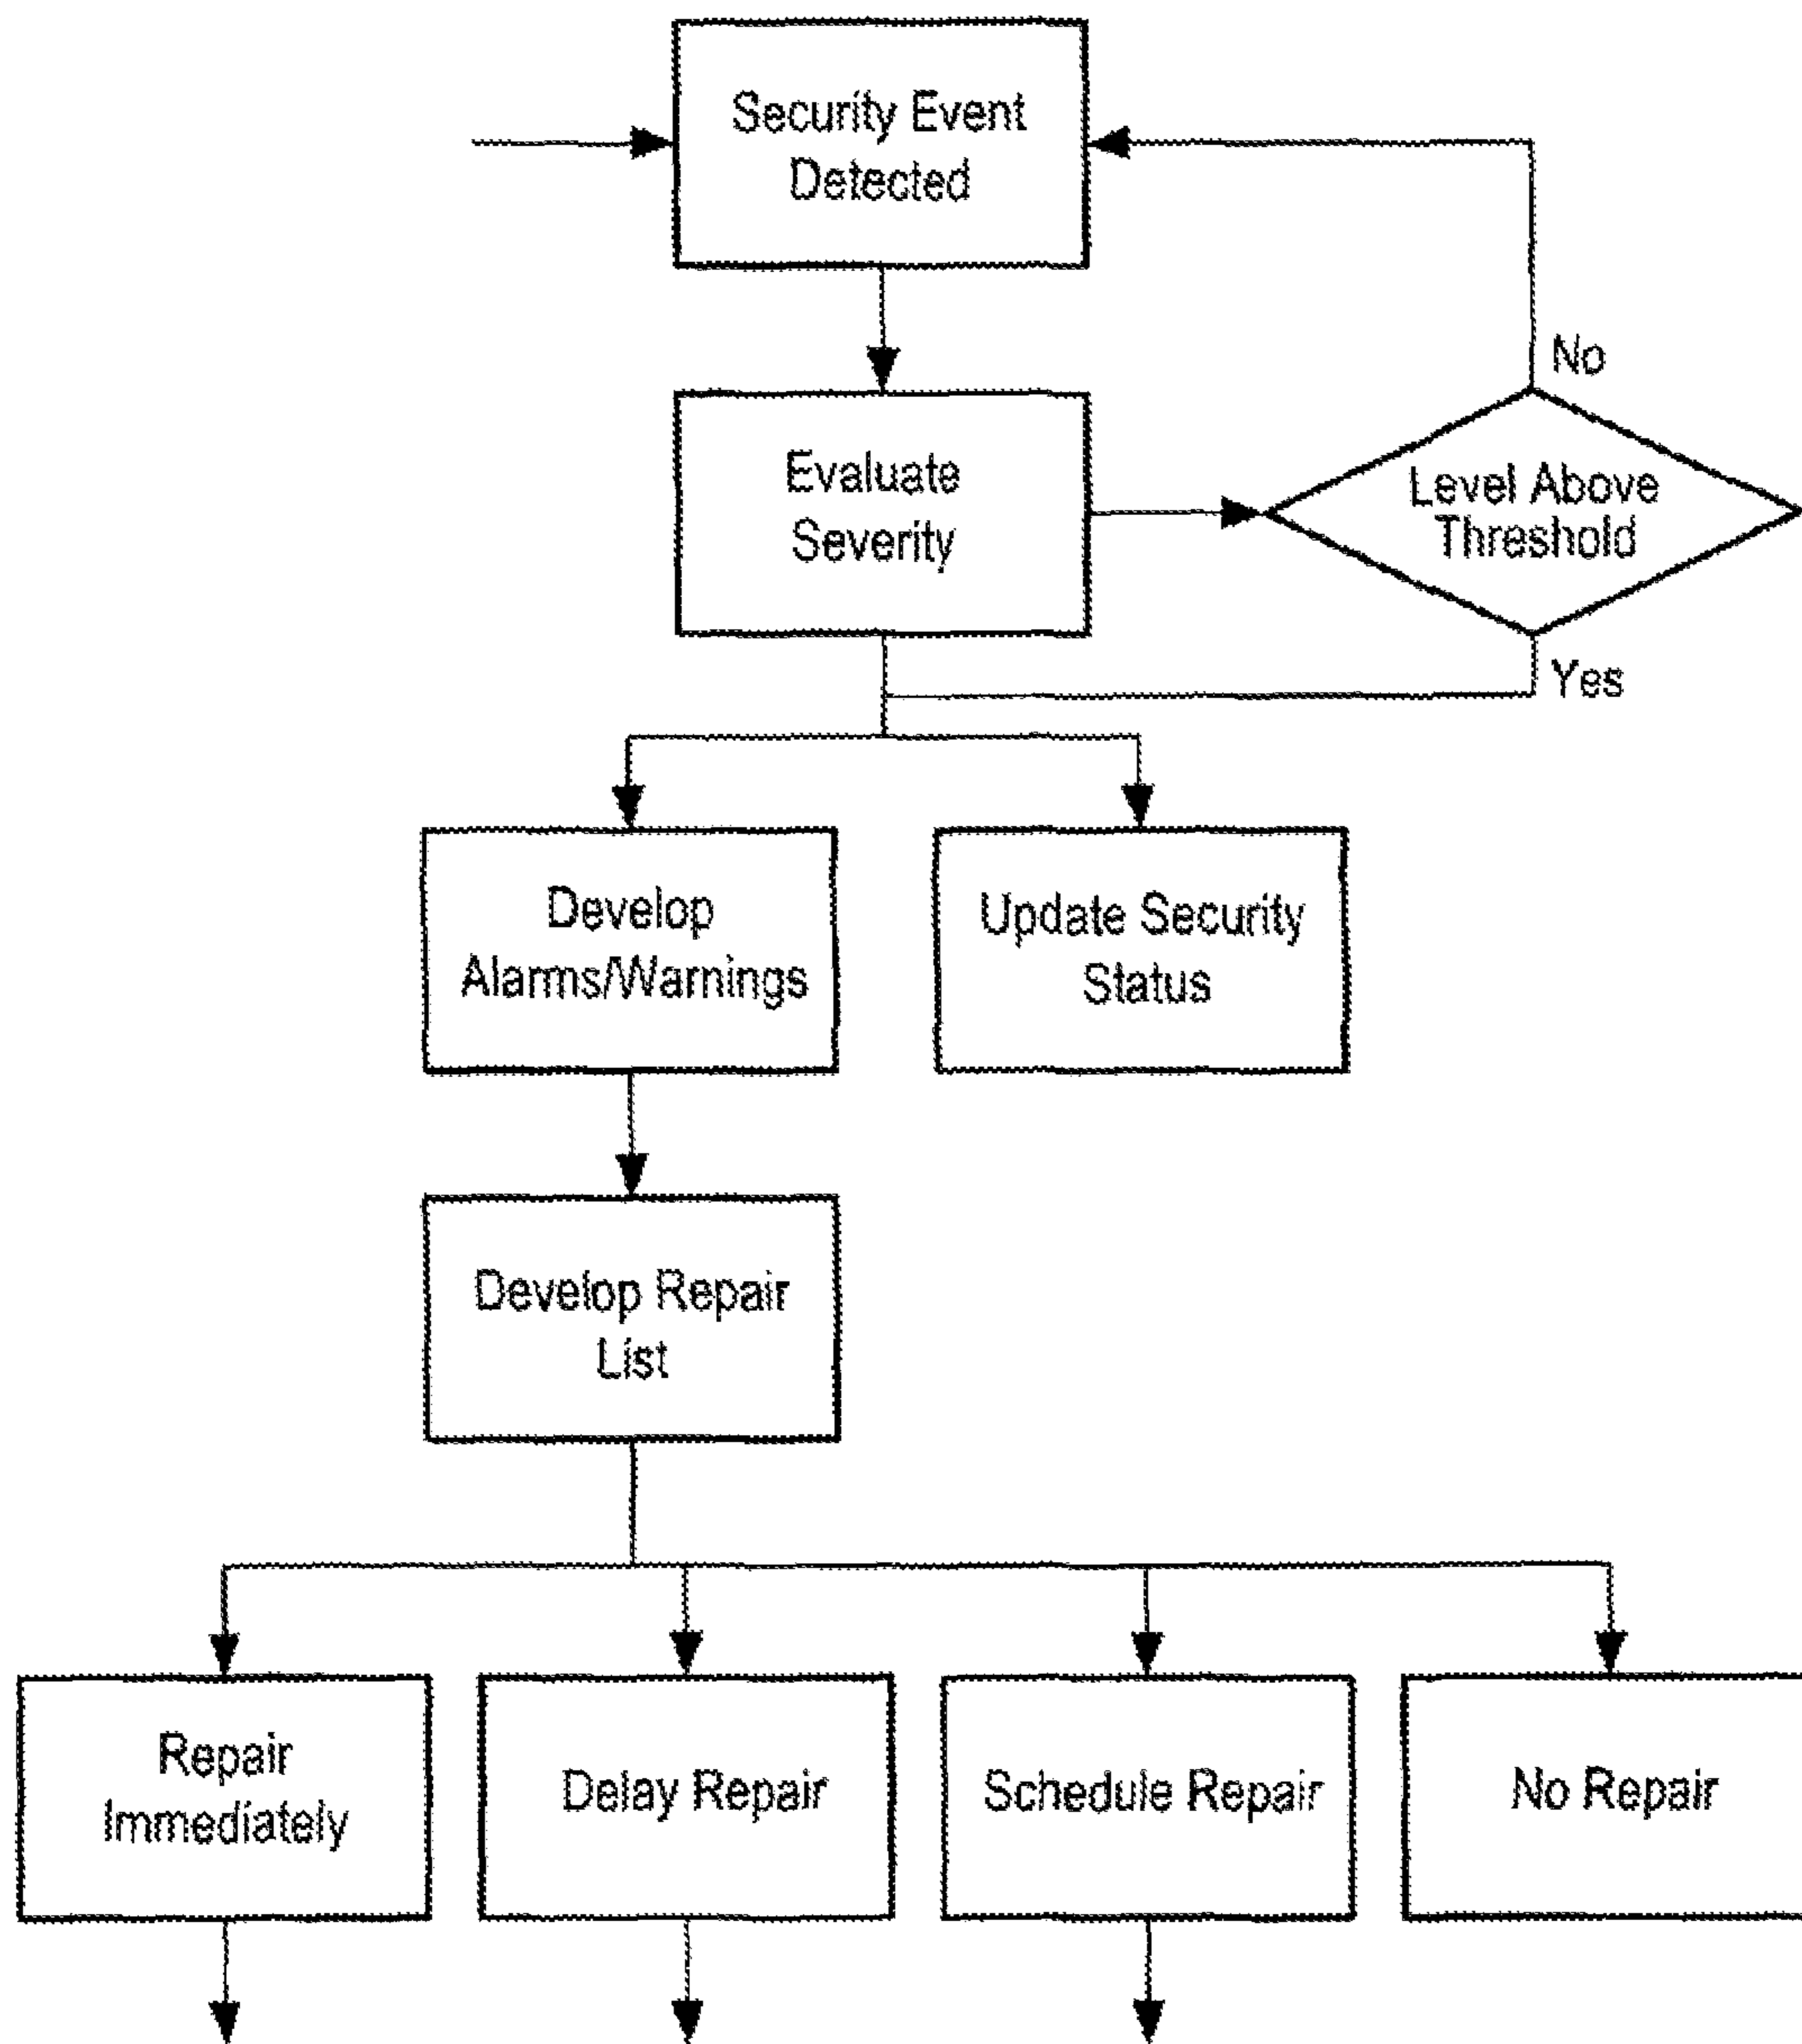 Security Event
Detected
No
Evaluate
Severity
Level Above
Threshold
Yes
Develop
Alarms/Warnings
Update Security
Status
Develop Repair
List
Repair
Immediately
Delay Repair
Schedule Repair
No Repair